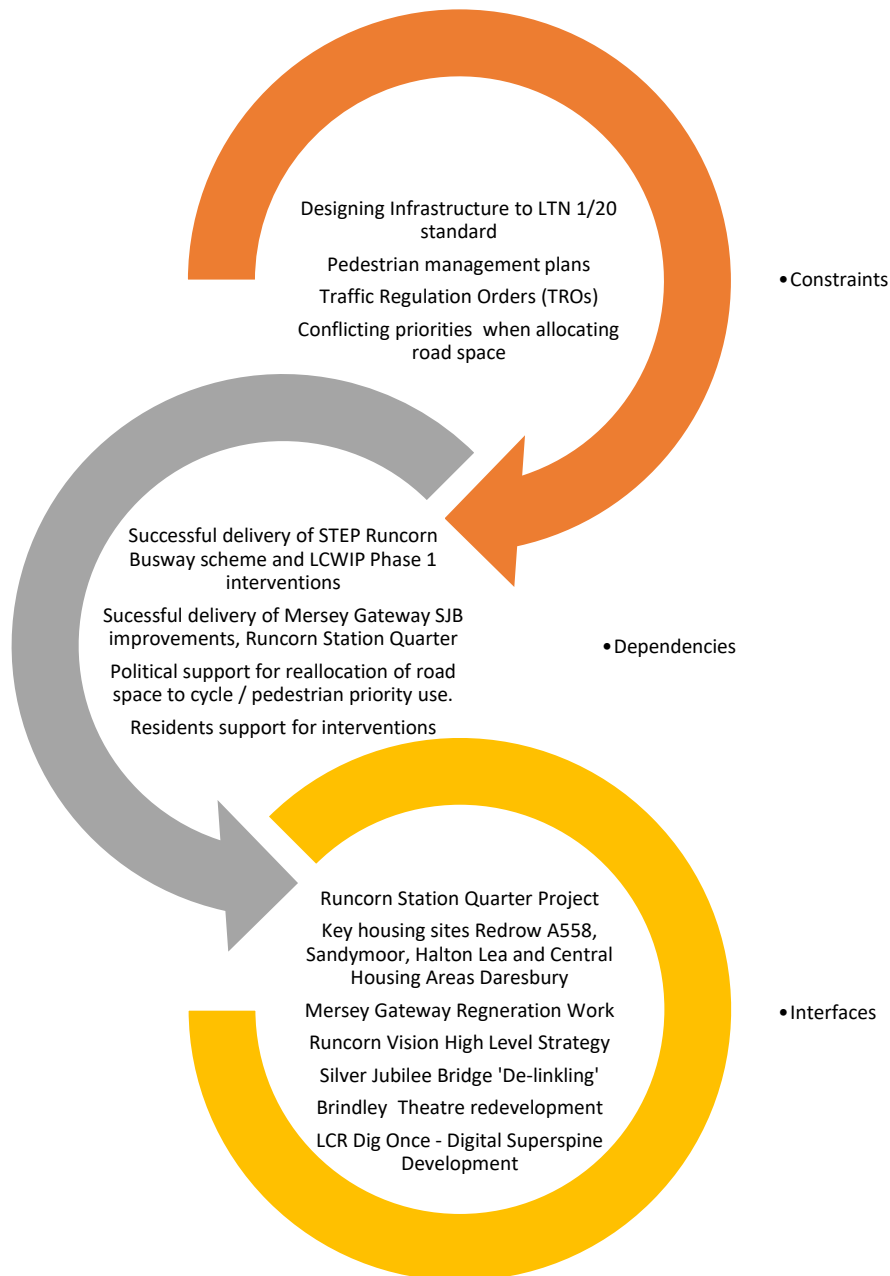 Designing Infrastructure to LTN 1/20
standard
Pedestrian management plans
Traffic Regulation Orders (TROs)
Conflicting priorities when allocating
road space
•Constraints
Successful delivery of STEP Runcorn
Busway scheme and LCWIP Phase 1
interventions
Sucessful delivery of Mersey Gateway SJB
improvements, Runcorn Station Quarter
Political support for reallocation of road
space to cycle / pedestrian priority use.
Residents support for interventions
•Dependencies
Runcorn Station Quarter Project
Key housing sites Redrow A558,
Sandymoor, Halton Lea and Central
Housing Areas Daresbury
Mersey Gateway Regneration Work
Runcorn Vision High Level Strategy
Silver Jubilee Bridge 'De-linkling'
Brindley Theatre redevelopment
LCR Dig Once - Digital Superspine
Development
•Interfaces